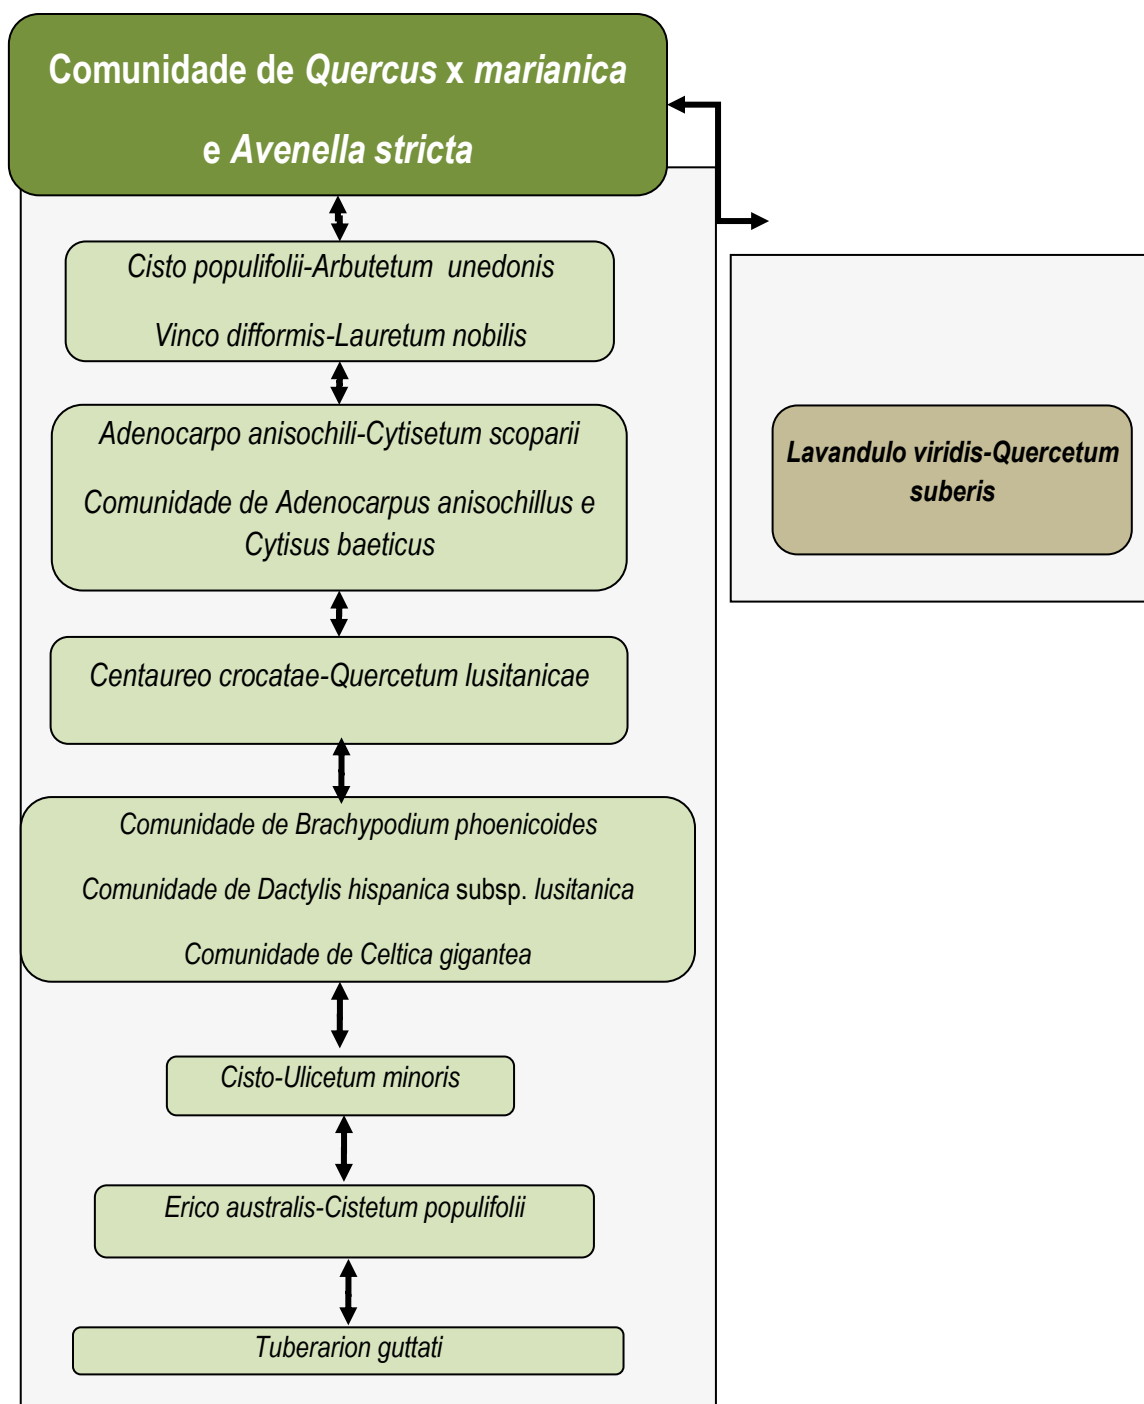 Comunidade de Quercus x marianica
e Avenella stricta
Cisto populifolii-Arbutetum unedonis
Vinco difformis-Lauretum nobilis
Adenocarpo anisochili-Cytisetum scoparii
Comunidade de Adenocarpus anisochillus e
Cytisus baeticus
Lavandulo viridis-Quercetum
suberis
Centaureo crocatae-Quercetum lusitanicae
Comunidade de Brachypodium phoenicoides
Comunidade de Dactylis hispanica subsp. lusitanica
Comunidade de Celtica gigantea
Cisto-Ulicetum minoris
Erico australis-Cistetum populifolii
Tuberarion guttati